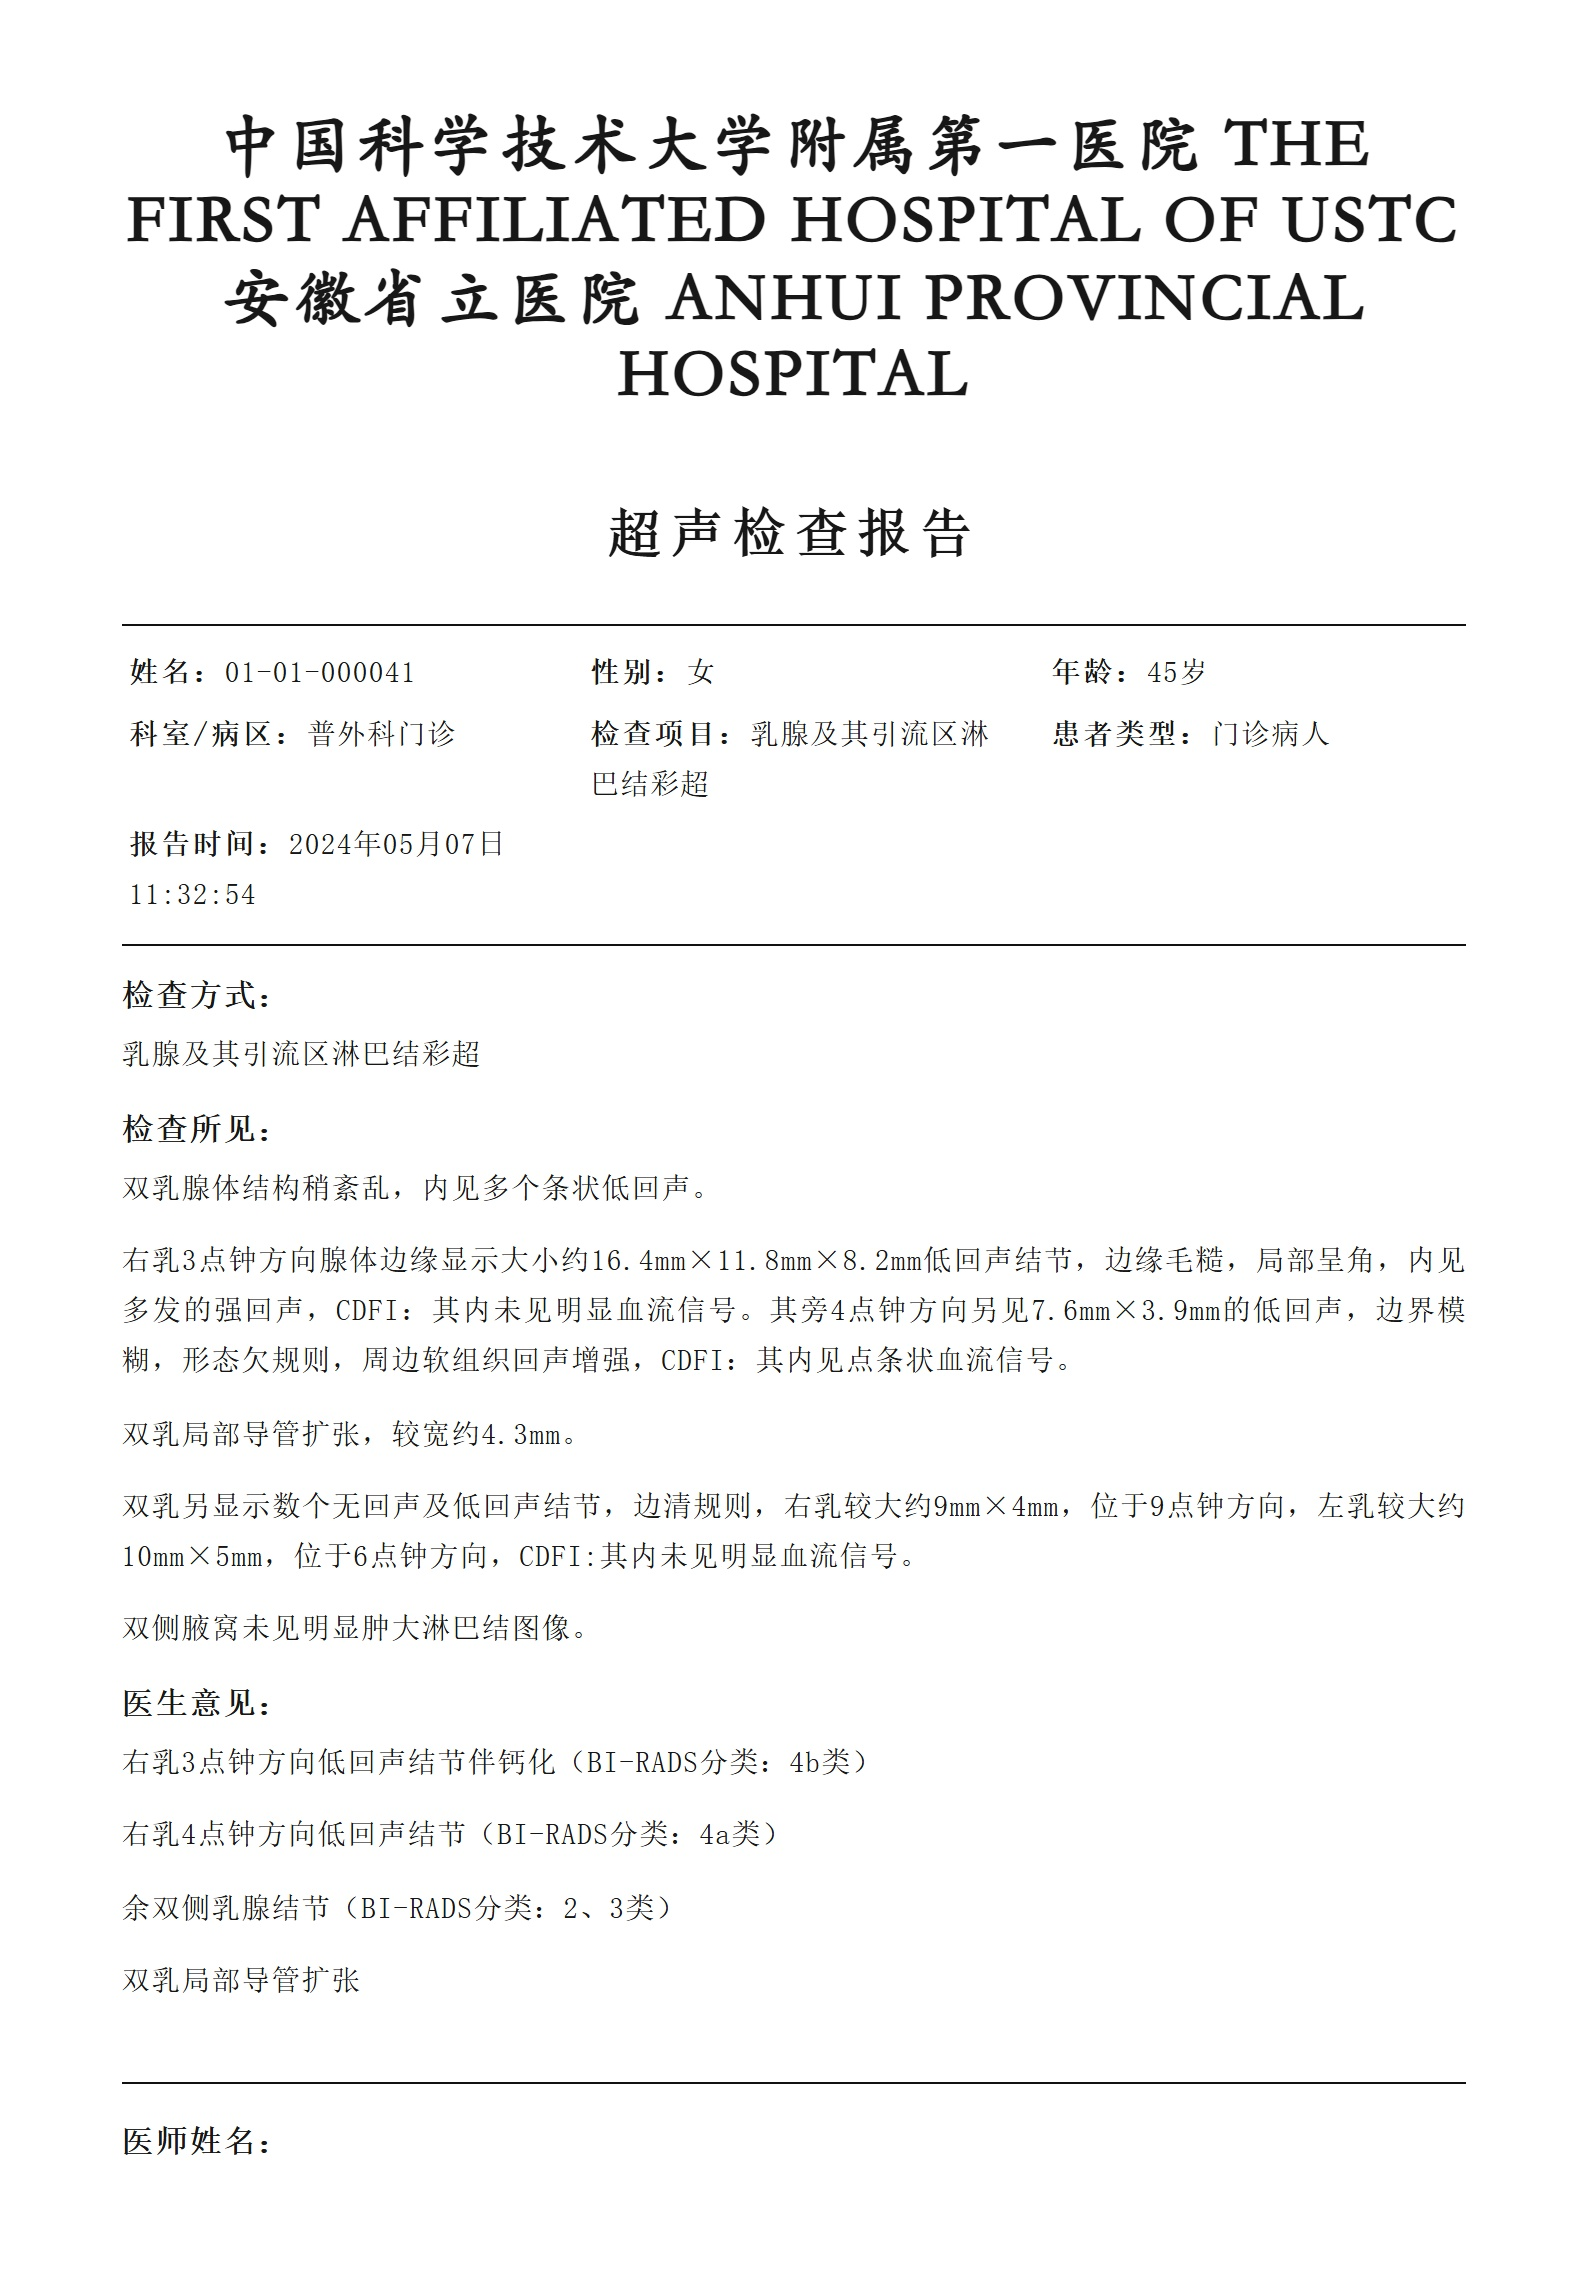 中国科学技术大学附属第一医院 THE
FIRST AFFILIATED HOSPITAL OF USTC
安徽省立医院 ANHUI PROVINCIAL
HOSPITAL
超声检查报告
姓名：01-01-000041 性别：女 年龄：45岁
科室/病区：普外科门诊 检查项目：乳腺及其引流区淋 患者类型：门诊病人
巴结彩超
报告时间：2024年05月07日
11:32:54
检查方式：
乳腺及其引流区淋巴结彩超
检查所见：
双乳腺体结构稍紊乱，内见多个条状低回声。
右乳3点钟方向腺体边缘显示大小约16.4mm×11.8mm×8.2mm低回声结节，边缘毛糙，局部呈角，内见
多发的强回声，CDFI：其内未见明显血流信号。其旁4点钟方向另见7.6mm×3.9mm的低回声，边界模
糊，形态欠规则，周边软组织回声增强，CDFI：其内见点条状血流信号。
双乳局部导管扩张，较宽约4.3mm。
双乳另显示数个无回声及低回声结节，边清规则，右乳较大约9mm×4mm，位于9点钟方向，左乳较大约
10mm×5mm，位于6点钟方向，CDFI:其内未见明显血流信号。
双侧腋窝未见明显肿大淋巴结图像。
医生意见：
右乳3点钟方向低回声结节伴钙化（BI-RADS分类：4b类）
右乳4点钟方向低回声结节（BI-RADS分类：4a类）
余双侧乳腺结节（BI-RADS分类：2、3类）
双乳局部导管扩张
医师姓名：